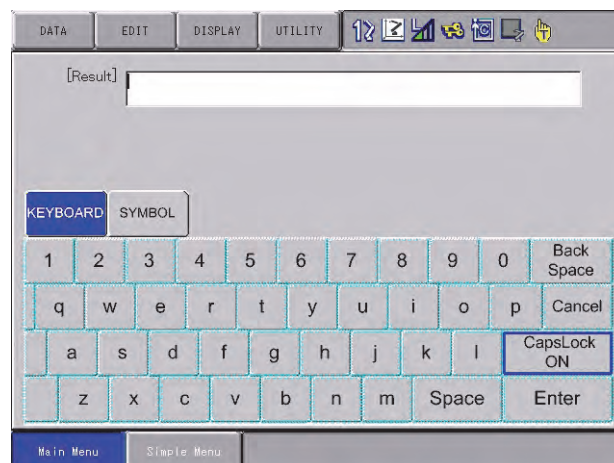 DATA EDIT DISPLAY UTILITY
[Result]
KEYBOARD SYMBOL
1 2 3 4 5 6 7 8 9 0 Back Space
q w e r t y u i o p Cancel
a s d f g h j k l CapsLock ON
z x c v b n m Space Enter
Main Menu Simple Menu